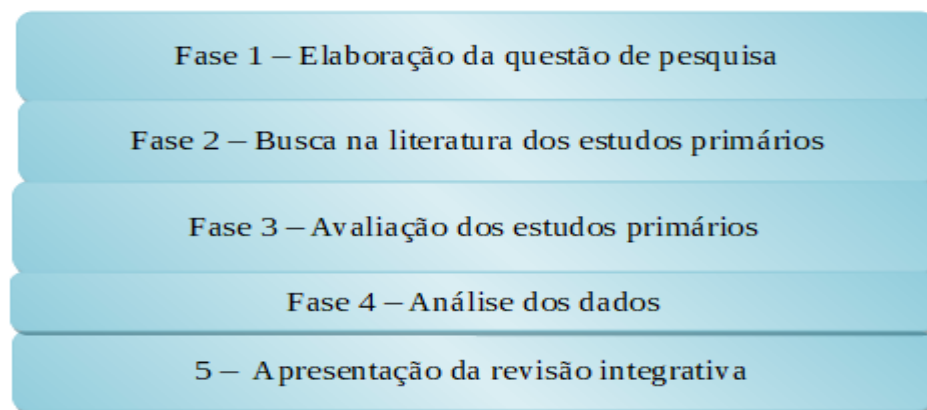 Fase 1 – Elaboração da questão de pesquisa
Fase 2 – Busca na literatura dos estudos primários
Fase 3 – Avaliação dos estudos primários
Fase 4 – Análise dos dados
5 – Apresentação da revisão integrativa